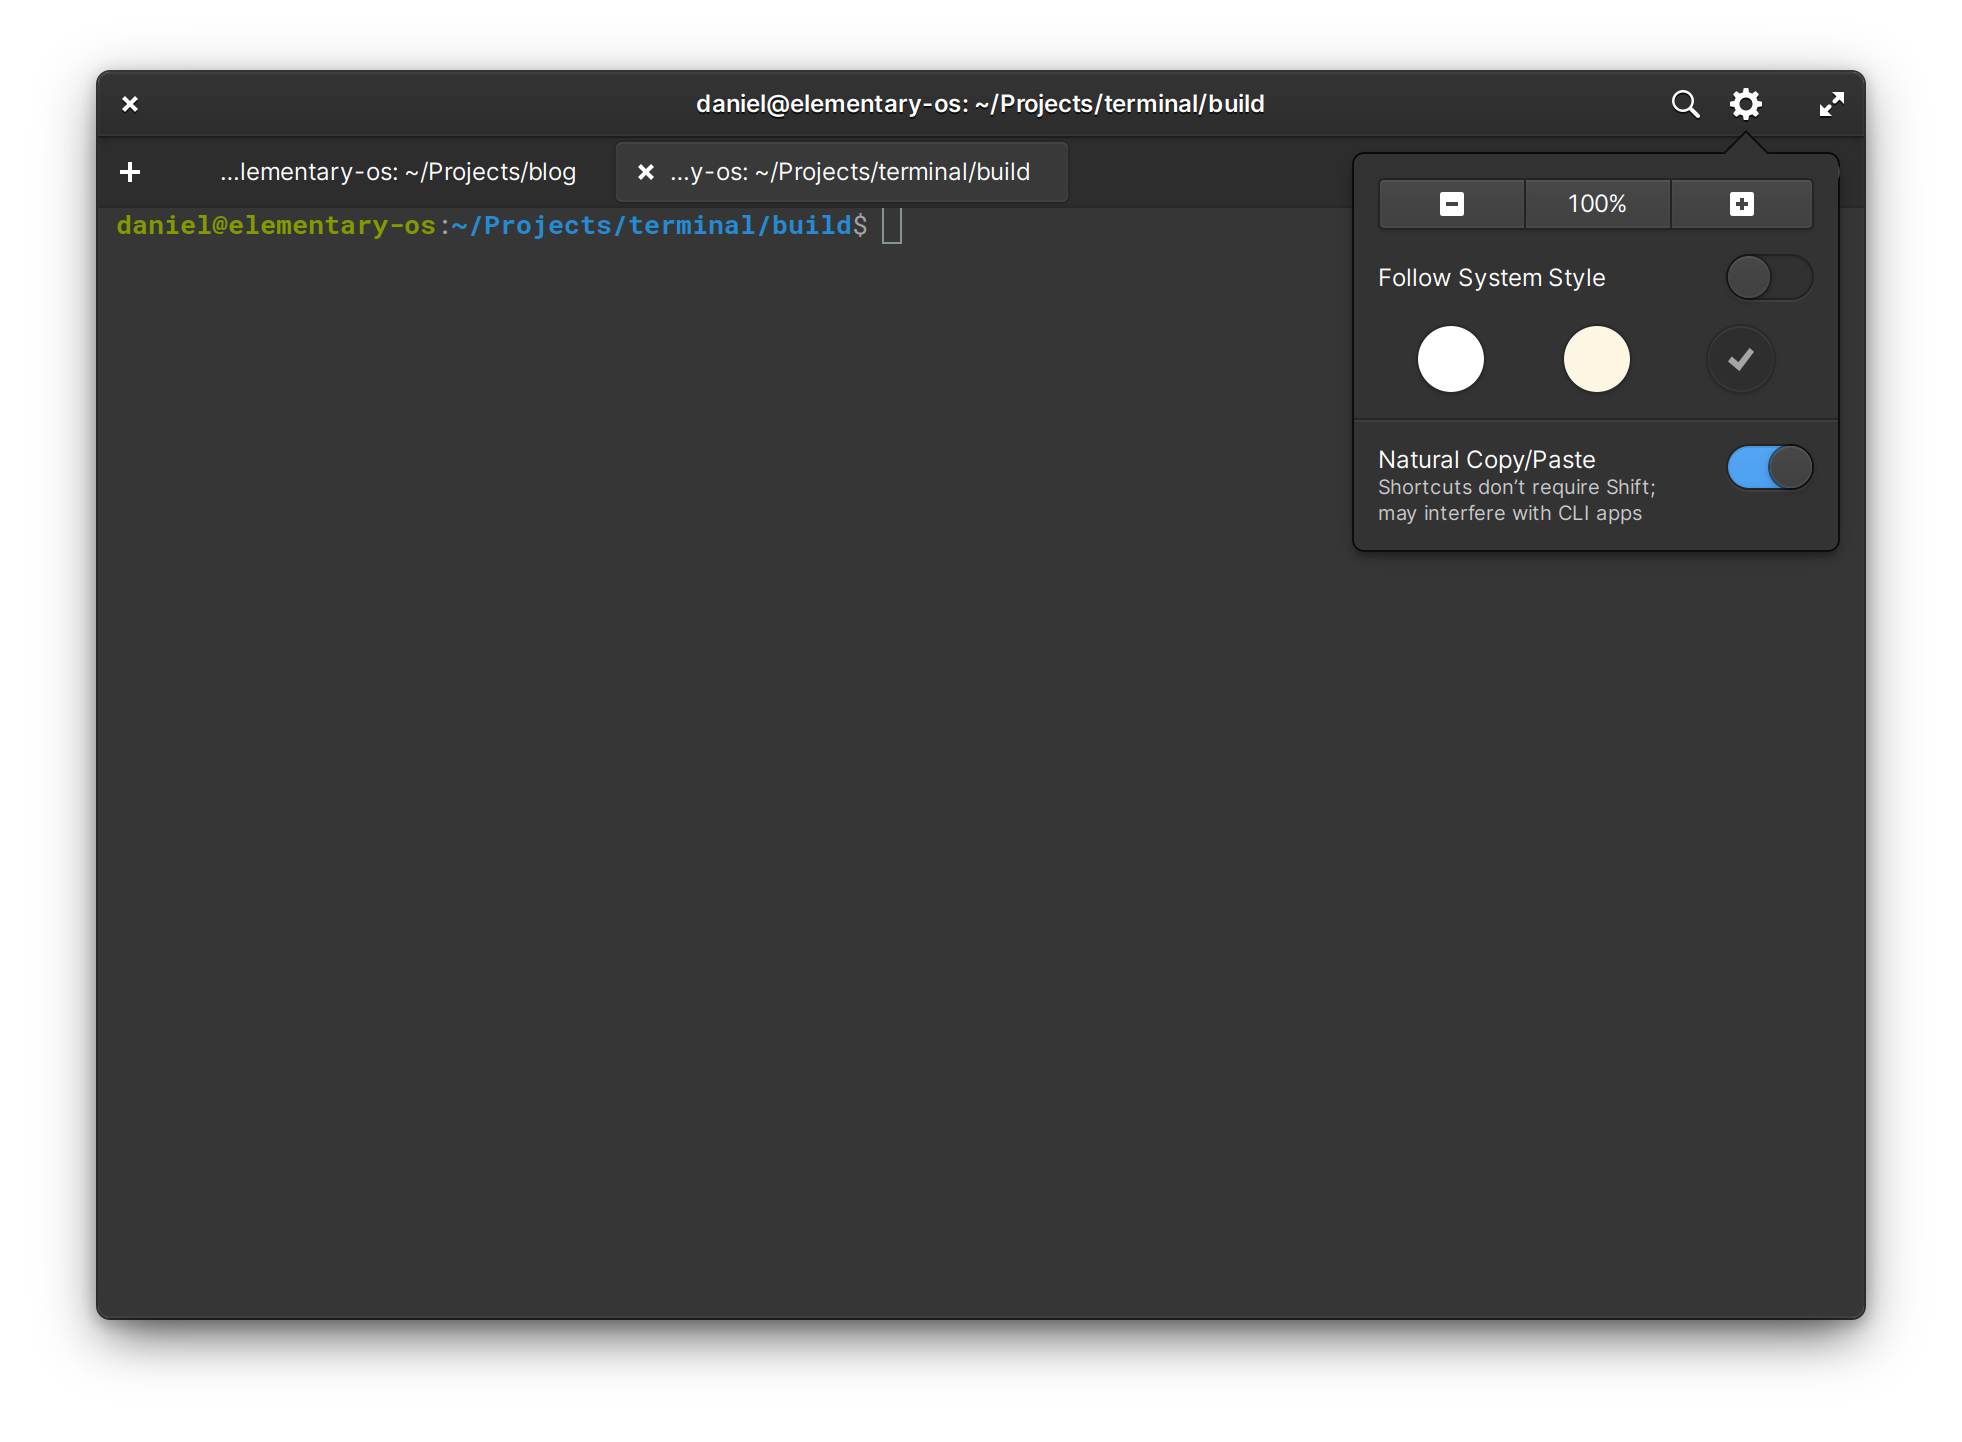 daniel@elementary-os: ~/Projects/terminal/build
...lementary-os: ~/Projects/blog
...y-os: ~/Projects/terminal/build
daniel@elementary-os:~/Projects/terminal/build$
100%
Follow System Style
Natural Copy/Paste
Shortcuts don’t require Shift;
may interfere with CLI apps